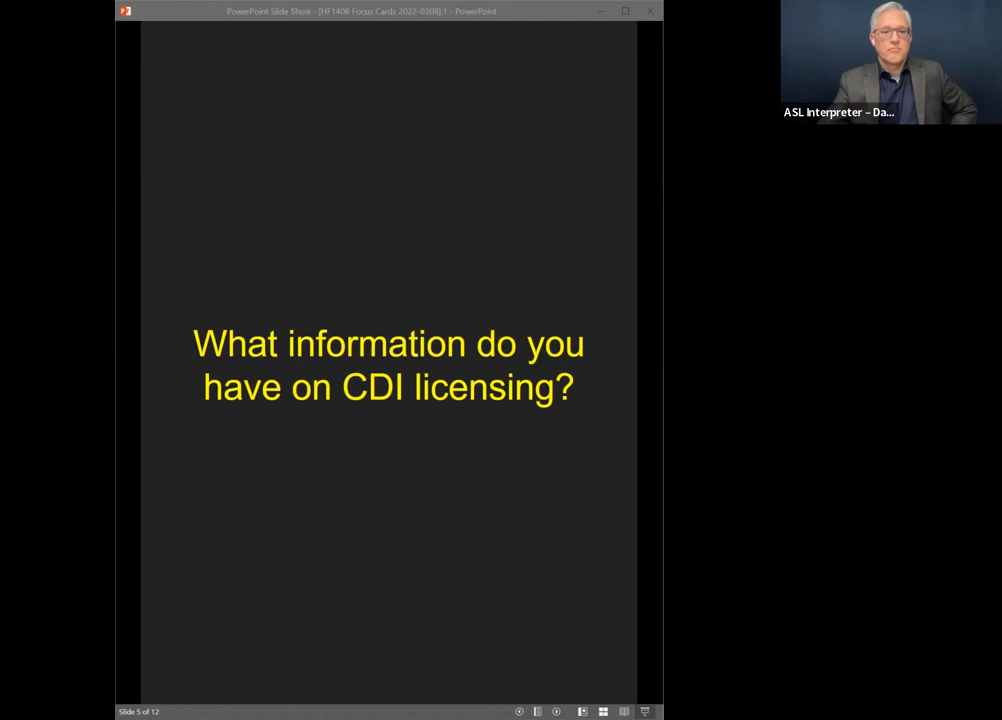 PowerPoint Slide Show - [HF1408 Focus Cards 2022-0308]:1 - PowerPoint
ASL Interpreter – Da...
What information do you
have on CDI licensing?
Slide 5 of 12